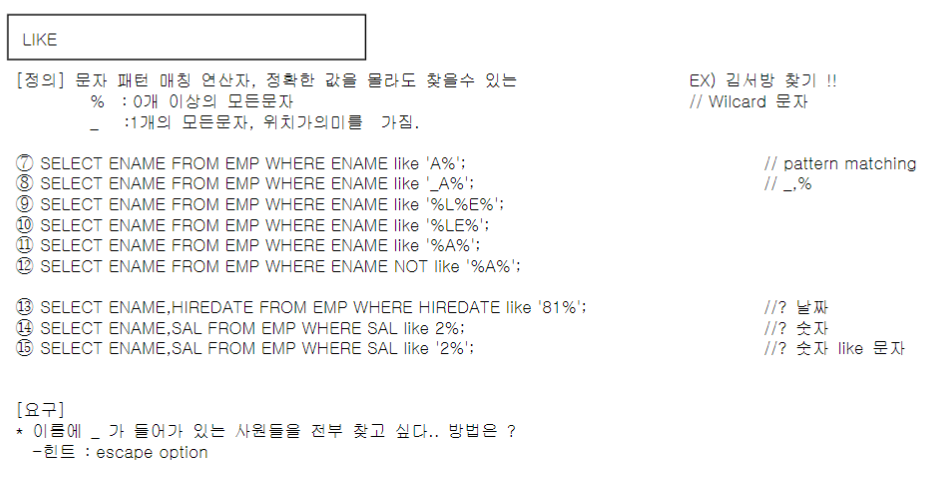 LIKE
[정의] 문자 패턴 매칭 연산자, 정확한 값을 몰라도 찾을수 있는 EX) 김서방 찾기 !!
% : 0개 이상의 모든문자 // Wilcard 문자
_ :1개의 모든문자, 위치가의미를 가짐.
⑦ SELECT ENAME FROM EMP WHERE ENAME like 'A%'; // pattern matching
⑧ SELECT ENAME FROM EMP WHERE ENAME like '_A%'; // _,%
⑨ SELECT ENAME FROM EMP WHERE ENAME like '%L%E%';
⑩ SELECT ENAME FROM EMP WHERE ENAME like '%LE%';
⑪ SELECT ENAME FROM EMP WHERE ENAME like '%A%';
⑫ SELECT ENAME FROM EMP WHERE ENAME NOT like '%A%';
⑬ SELECT ENAME,HIREDATE FROM EMP WHERE HIREDATE like '81%'; //? 날짜
⑭ SELECT ENAME,SAL FROM EMP WHERE SAL like 2%; //? 숫자
⑮ SELECT ENAME,SAL FROM EMP WHERE SAL like '2%'; //? 숫자 like 문자
[요구]
* 이름에 _ 가 들어가 있는 사원들을 전부 찾고 싶다.. 방법은 ?
-힌트 : escape option